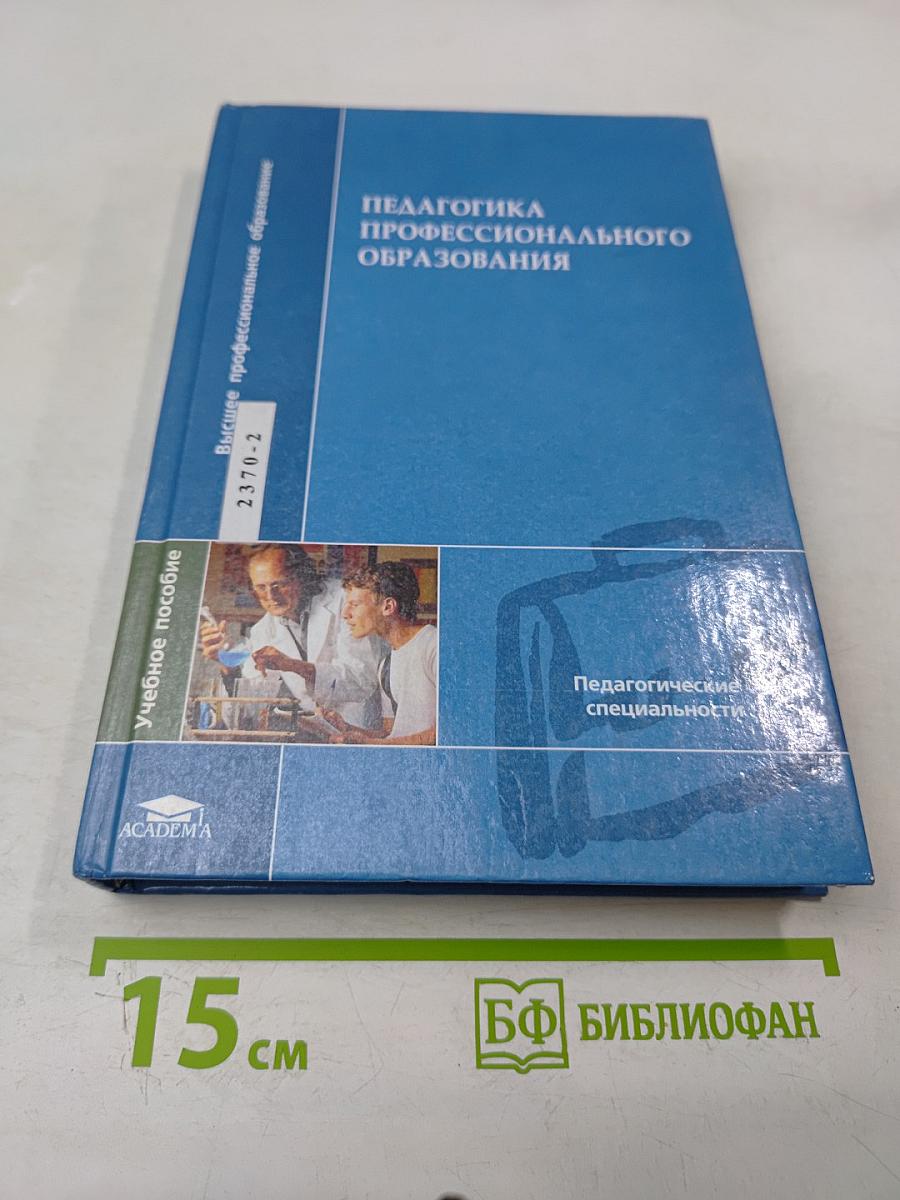 ПЕДАГОГИКА
ПРОФЕССИОНАЛЬНОГО
ОБРАЗОВАНИЯ
Высшее профессиональное образование
2370-2
Учебное пособие
Педагогические
специальности
ACADEMA
15 см
БФ БИБЛИОФАН